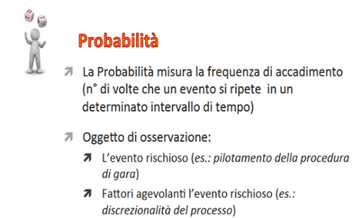 Probabilità
La Probabilità misura la frequenza di accadimento
(n° di volte che un evento si ripete in un
determinato intervallo di tempo)
Oggetto di osservazione:
L'evento rischioso (es.: pilotamento della procedura
di gara)
Fattori agevolanti l'evento rischioso (es.:
discrezionalità del processo)